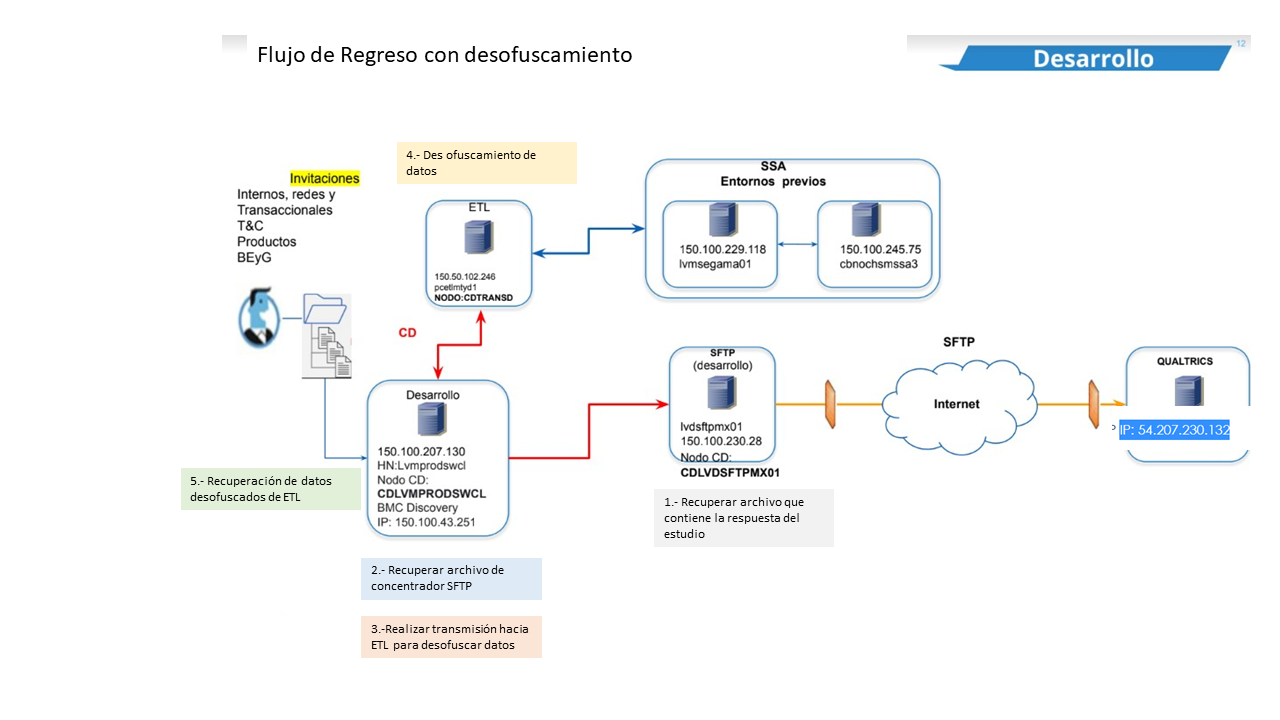 Flujo de Regreso con desofuscamiento
12
Desarrollo
4.- Des ofuscamiento de
datos
Invitaciones
Internos, redes y
Transaccionales
T&C
Productos
BEyG
ETL
150.50.102.246
pcetlmtyd1
NODO:CDTRANSD
SSA
Entornos previos
150.100.229.118
lvmsegama01
150.100.245.75
cbnochsmssa3
CD
Desarrollo
150.100.207.130
HN:Lvmprodswcl
Nodo CD:
CDLVMPRODSWCL
BMC Discovery
IP: 150.100.43.251
SFTP
(desarrollo)
lvdsftpmx01
150.100.230.28
Nodo CD:
CDLVDSFTPMX01
SFTP
Internet
QUALTRICS
IP: 54.207.230.132
5.- Recuperación de datos
desofuscados de ETL
1.- Recuperar archivo que
contiene la respuesta del
estudio
2.- Recuperar archivo de
concentrador SFTP
3.-Realizar transmisión hacia
ETL para desofuscar datos